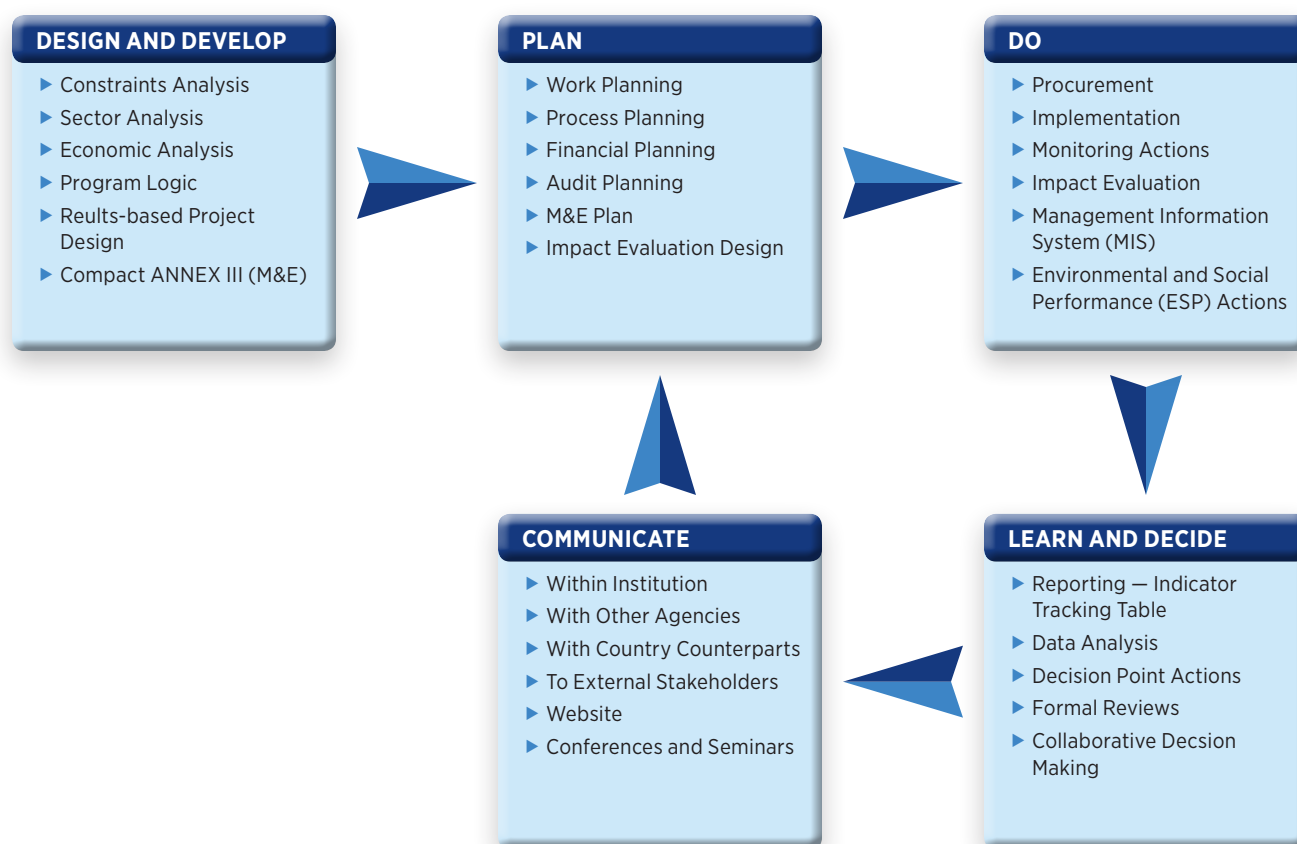 DESIGN AND DEVELOP
Constraints Analysis
Sector Analysis
Economic Analysis
Program Logic
Reults-based Project
Design
Compact ANNEX III (M&E)
PLAN
Work Planning
Process Planning
Financial Planning
Audit Planning
M&E Plan
Impact Evaluation Design
DO
Procurement
Implementation
Monitoring Actions
Impact Evaluation
Management Information
System (MIS)
Environmental and Social
Performance (ESP) Actions
COMMUNICATE
Within Institution
With Other Agencies
With Country Counterparts
To External Stakeholders
Website
Conferences and Seminars
LEARN AND DECIDE
Reporting — Indicator
Tracking Table
Data Analysis
Decision Point Actions
Formal Reviews
Collaborative Decsion
Making